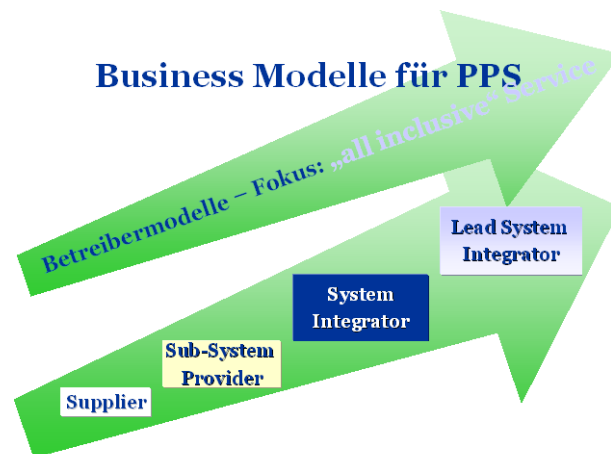 Business Modelle für PPS
Betreibermodelle – Fokus: „all inclusive“ Service
Lead System
Integrator
System
Integrator
Sub-System
Provider
Supplier